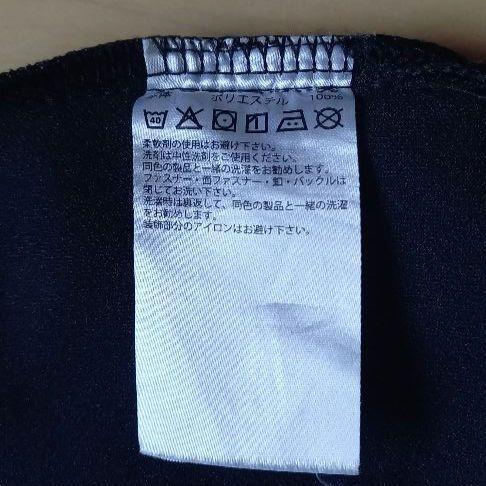 本体 ポリエステル 100%
40
柔軟剤の使用はお避け下さい。
洗剤は中性洗剤をご使用ください。
同色の製品と一緒の洗濯をお勧めします。
ファスナー・面ファスナー・釦・バックルは
閉じてお洗い下さい。
洗濯時は裏返して、同色の製品と一緒の洗濯
をお勧めします。
装飾部分のアイロンはお避け下さい。